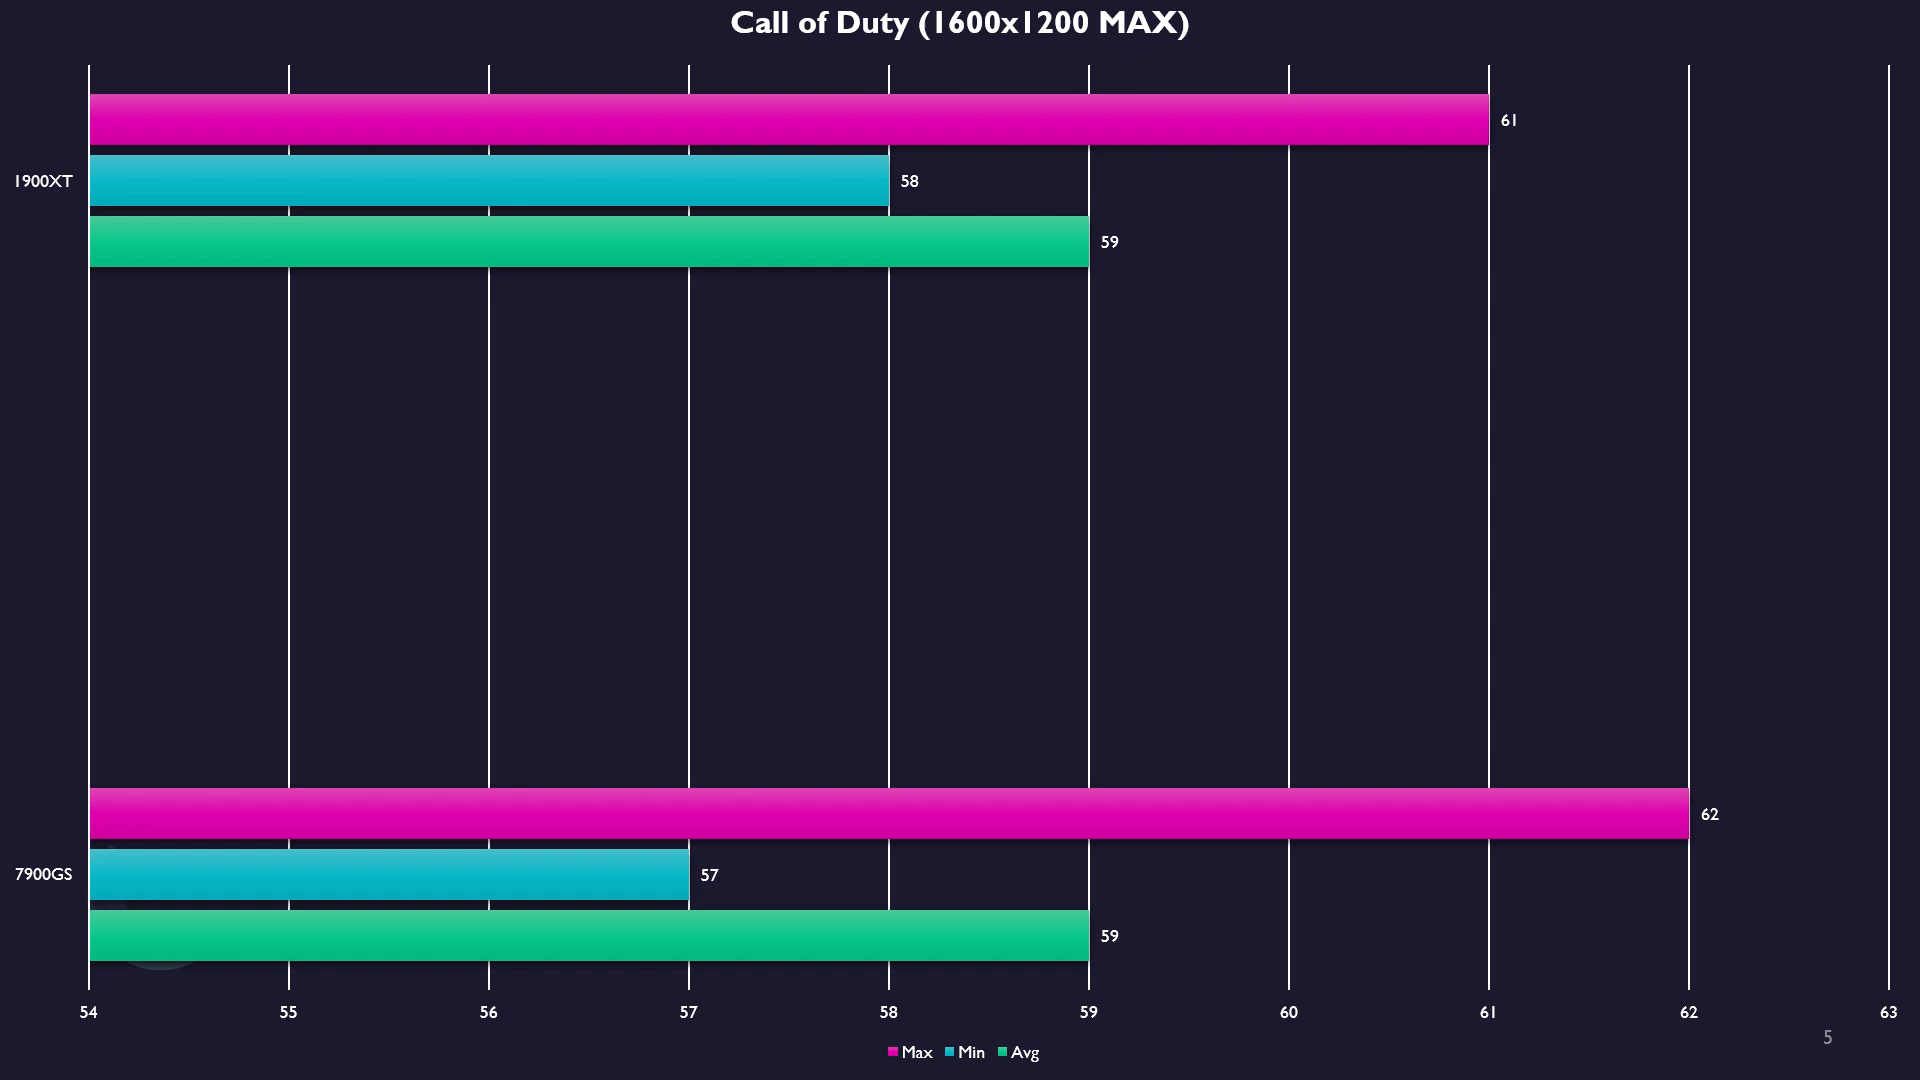 Call of Duty (1600x1200 MAX)
61
1900XT
58
59
62
7900GS
57
59
54 55 56 57 58 59 60 61 62 63
5
Max Min Avg